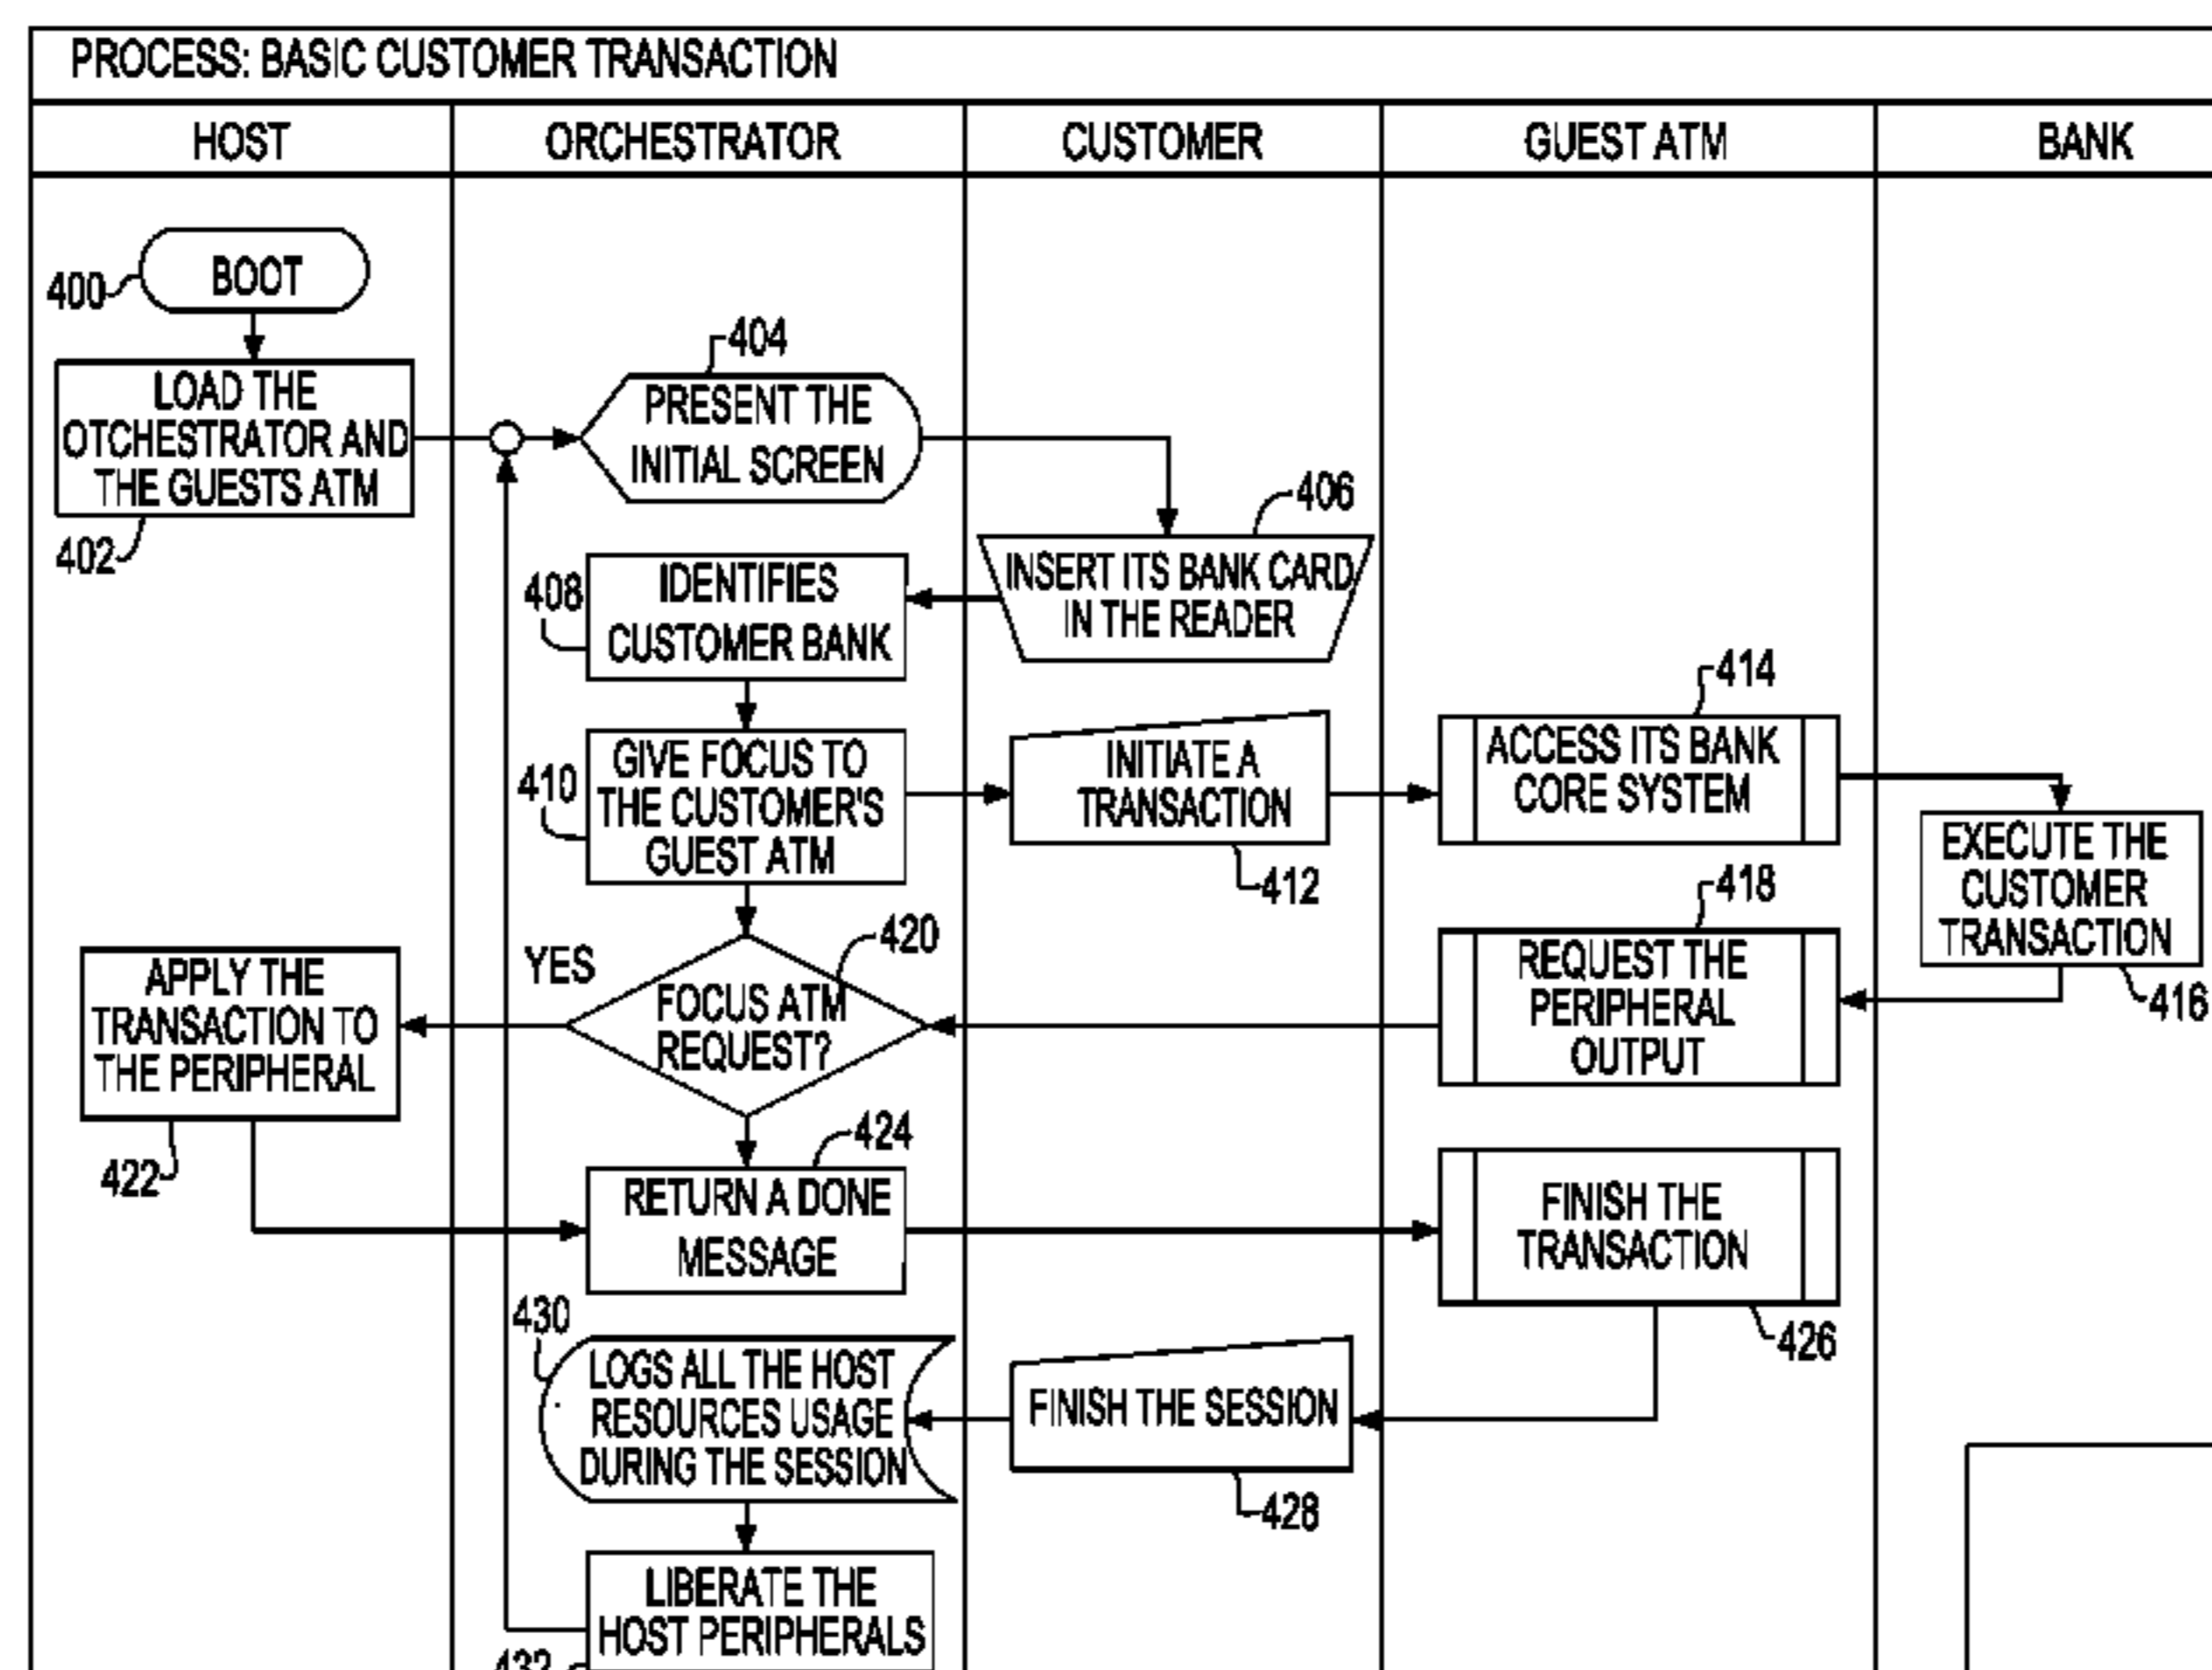 PROCESS: BASIC CUSTOMER TRANSACTION
HOST
ORCHESTRATOR
CUSTOMER
GUEST ATM
BANK
400
BOOT
LOAD THE
OTCHESTRATOR AND
THE GUESTS ATM
402
404
PRESENT THE
INITIAL SCREEN
406
INSERT ITS BANK CARD
IN THE READER
408
IDENTIFIES
CUSTOMER BANK
410
GIVE FOCUS TO
THE CUSTOMER'S
GUEST ATM
INITIATE A
TRANSACTION
412
414
ACCESS ITS BANK
CORE SYSTEM
EXECUTE THE
CUSTOMER
TRANSACTION
416
418
REQUEST THE
PERIPHERAL
OUTPUT
420
YES
FOCUS ATM
REQUEST?
APPLY THE
TRANSACTION TO
THE PERIPHERAL
422
424
RETURN A DONE
MESSAGE
FINISH THE
TRANSACTION
426
FINISH THE SESSION
428
430
LOGS ALL THE HOST
RESOURCES USAGE
DURING THE SESSION
LIBERATE THE
HOST PERIPHERALS
432